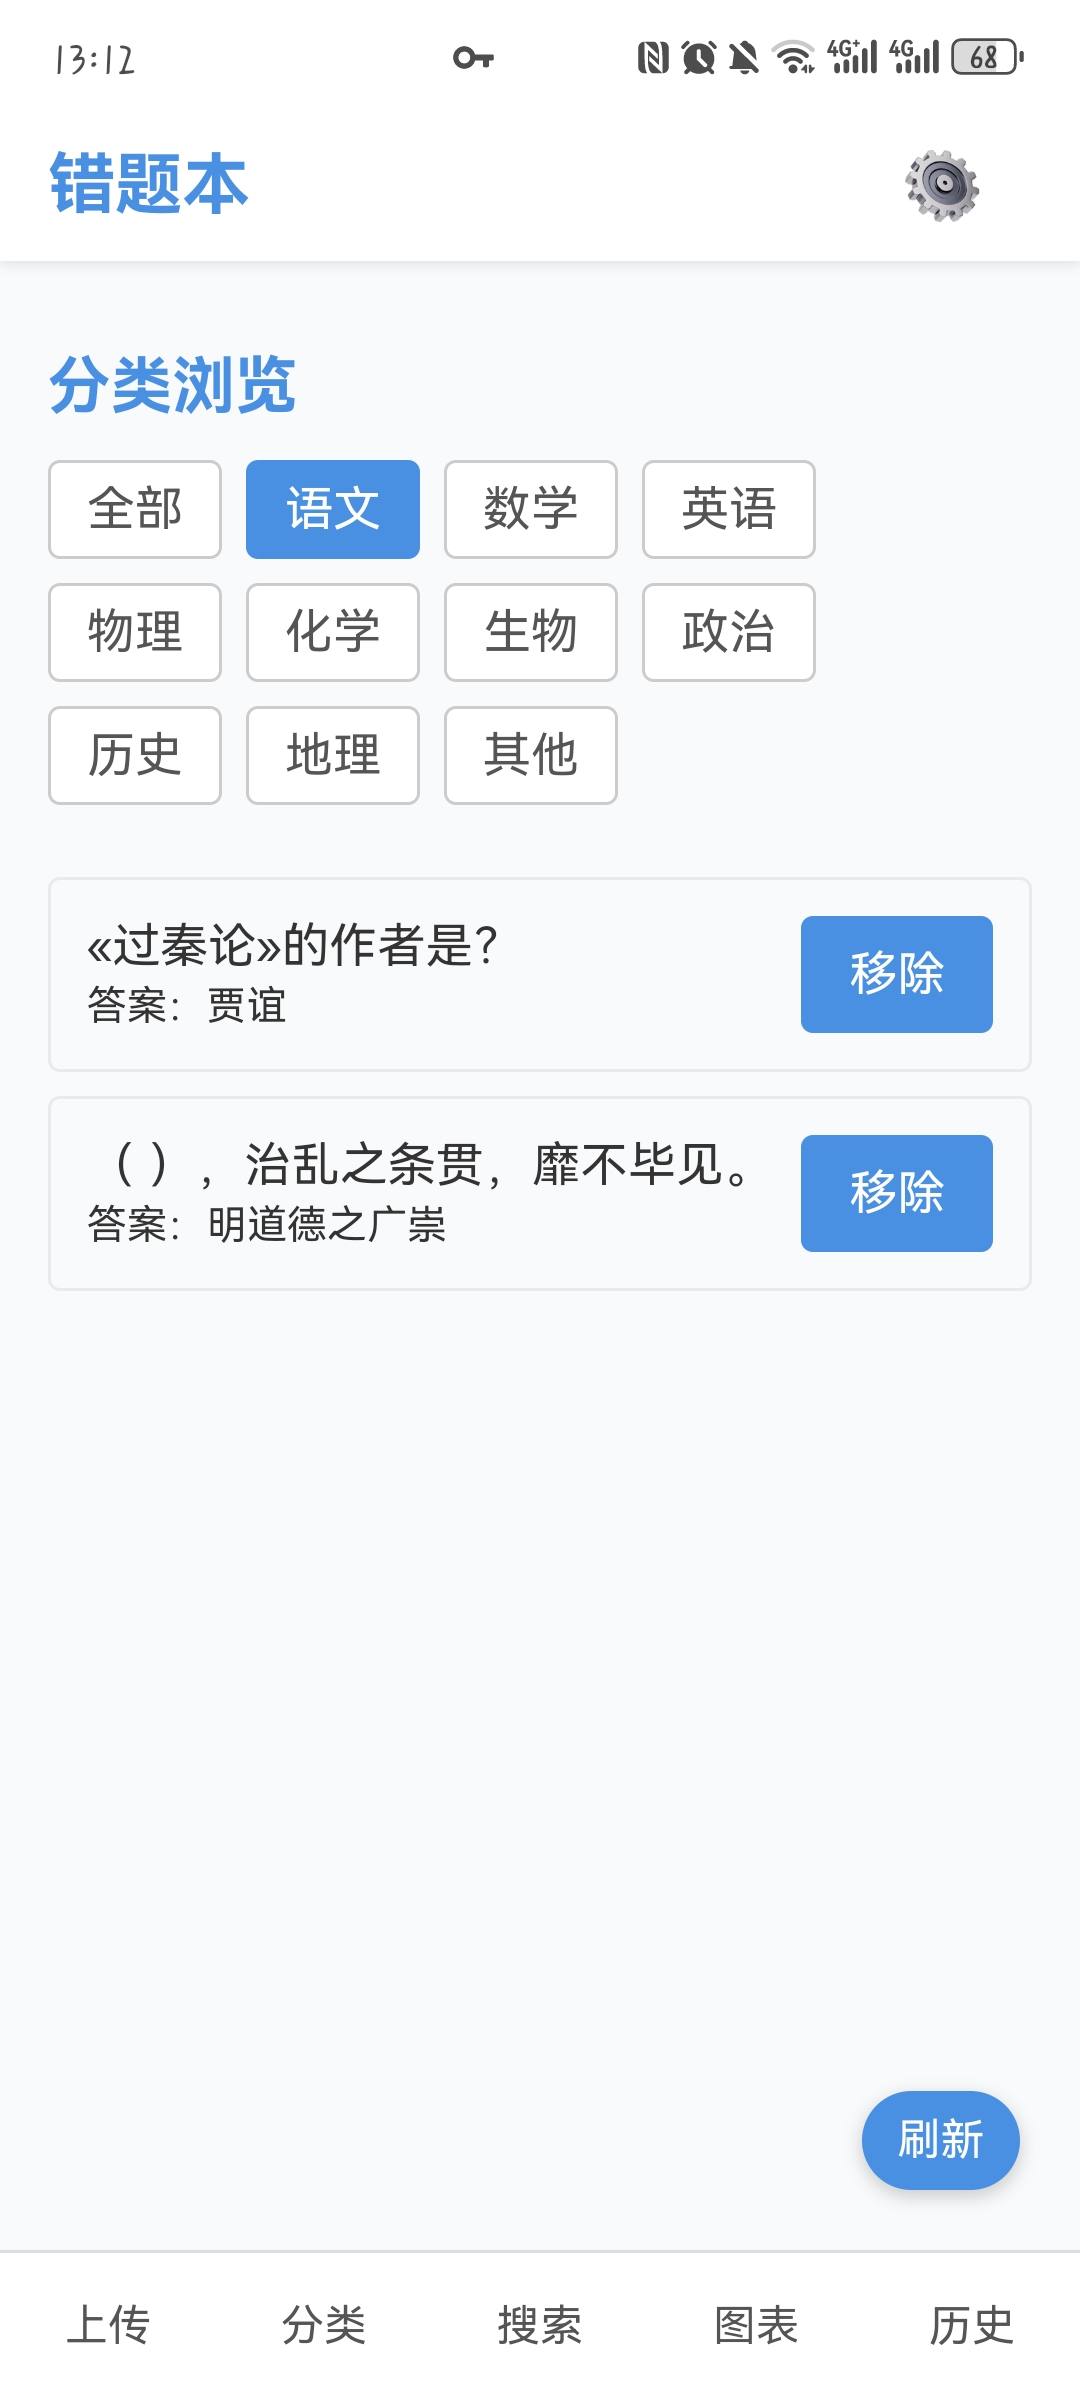 13:12
4G+ 4G 68
错题本
分类浏览
全部 语文 数学 英语
物理 化学 生物 政治
历史 地理 其他
«过秦论»的作者是?
答案：贾谊
移除
（ ），治乱之条贯，靡不毕见。
答案：明道德之广崇
移除
刷新
上传 分类 搜索 图表 历史